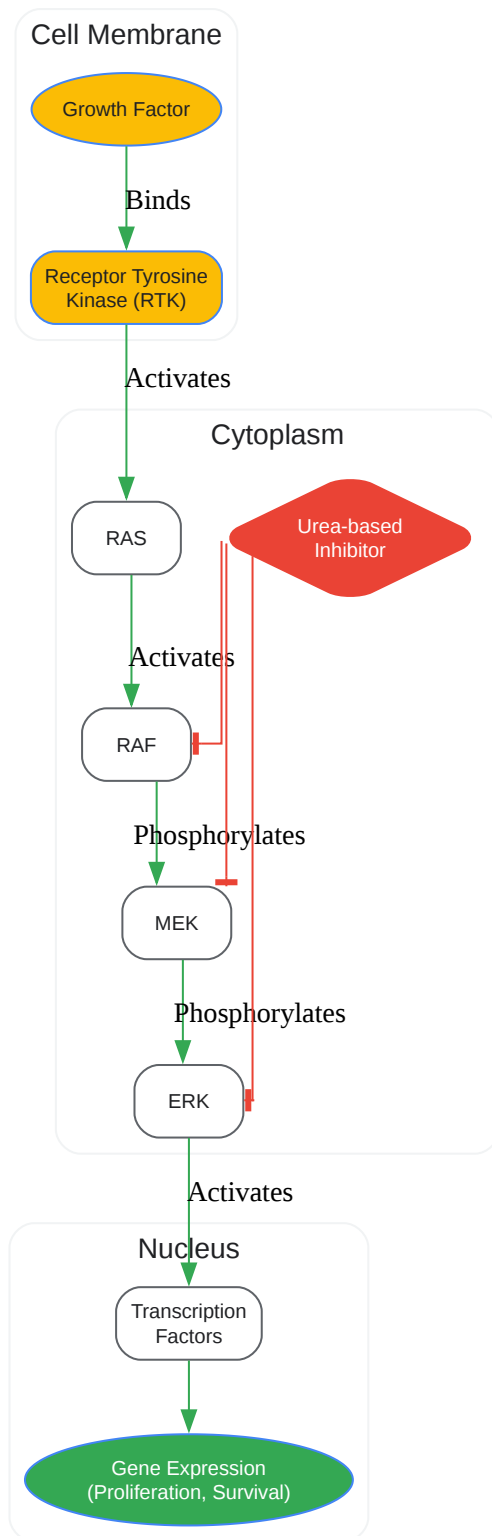 Cell Membrane
Growth Factor
Binds
Receptor Tyrosine
Kinase (RTK)
Activates
Cytoplasm
RAS
Urea-based
Inhibitor
Activates
RAF
Phosphorylates
MEK
Phosphorylates
ERK
Activates
Nucleus
Transcription
Factors
Gene Expression
(Proliferation, Survival)